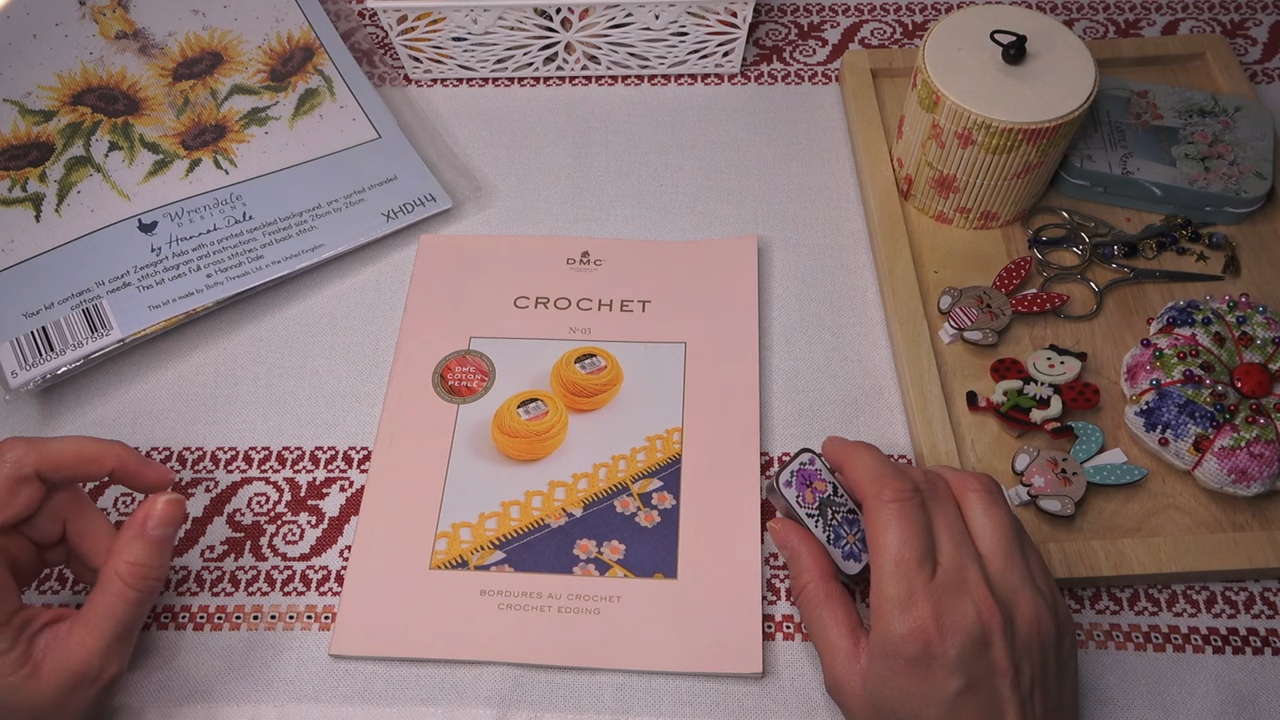 Wrendale
DESIGNS
by Hannah Dale
XHD44
Your kit contains, 14 count Zweigart Aida with a printed speckled background, pre-sorted stranded
cottons, needle, stitch diagram and instructions. Finished size 26cm by 26cm.
This kit uses full cross stitches and back stitch.
© Hannah Dale
This kit is made by Bothy Threads Ltd. in the United Kingdom
5 060038 387592
DMC
CROCHET
Nº 03
DMC
COTON
PERLÉ
BORDURES AU CROCHET
CROCHET EDGING